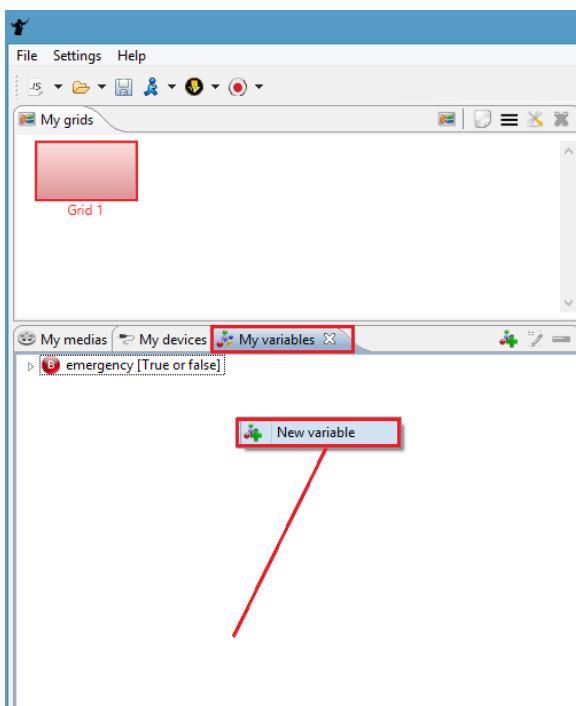 File Settings Help
JS
My grids
Grid 1
My medias My devices My variables
B emergency [True or false]
New variable